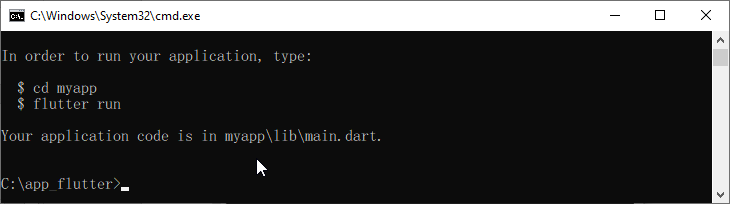 C:\Windows\System32\cmd.exe
In order to run your application, type:
$ cd myapp
$ flutter run
Your application code is in myapp\lib\main.dart.
C:\app_flutter>